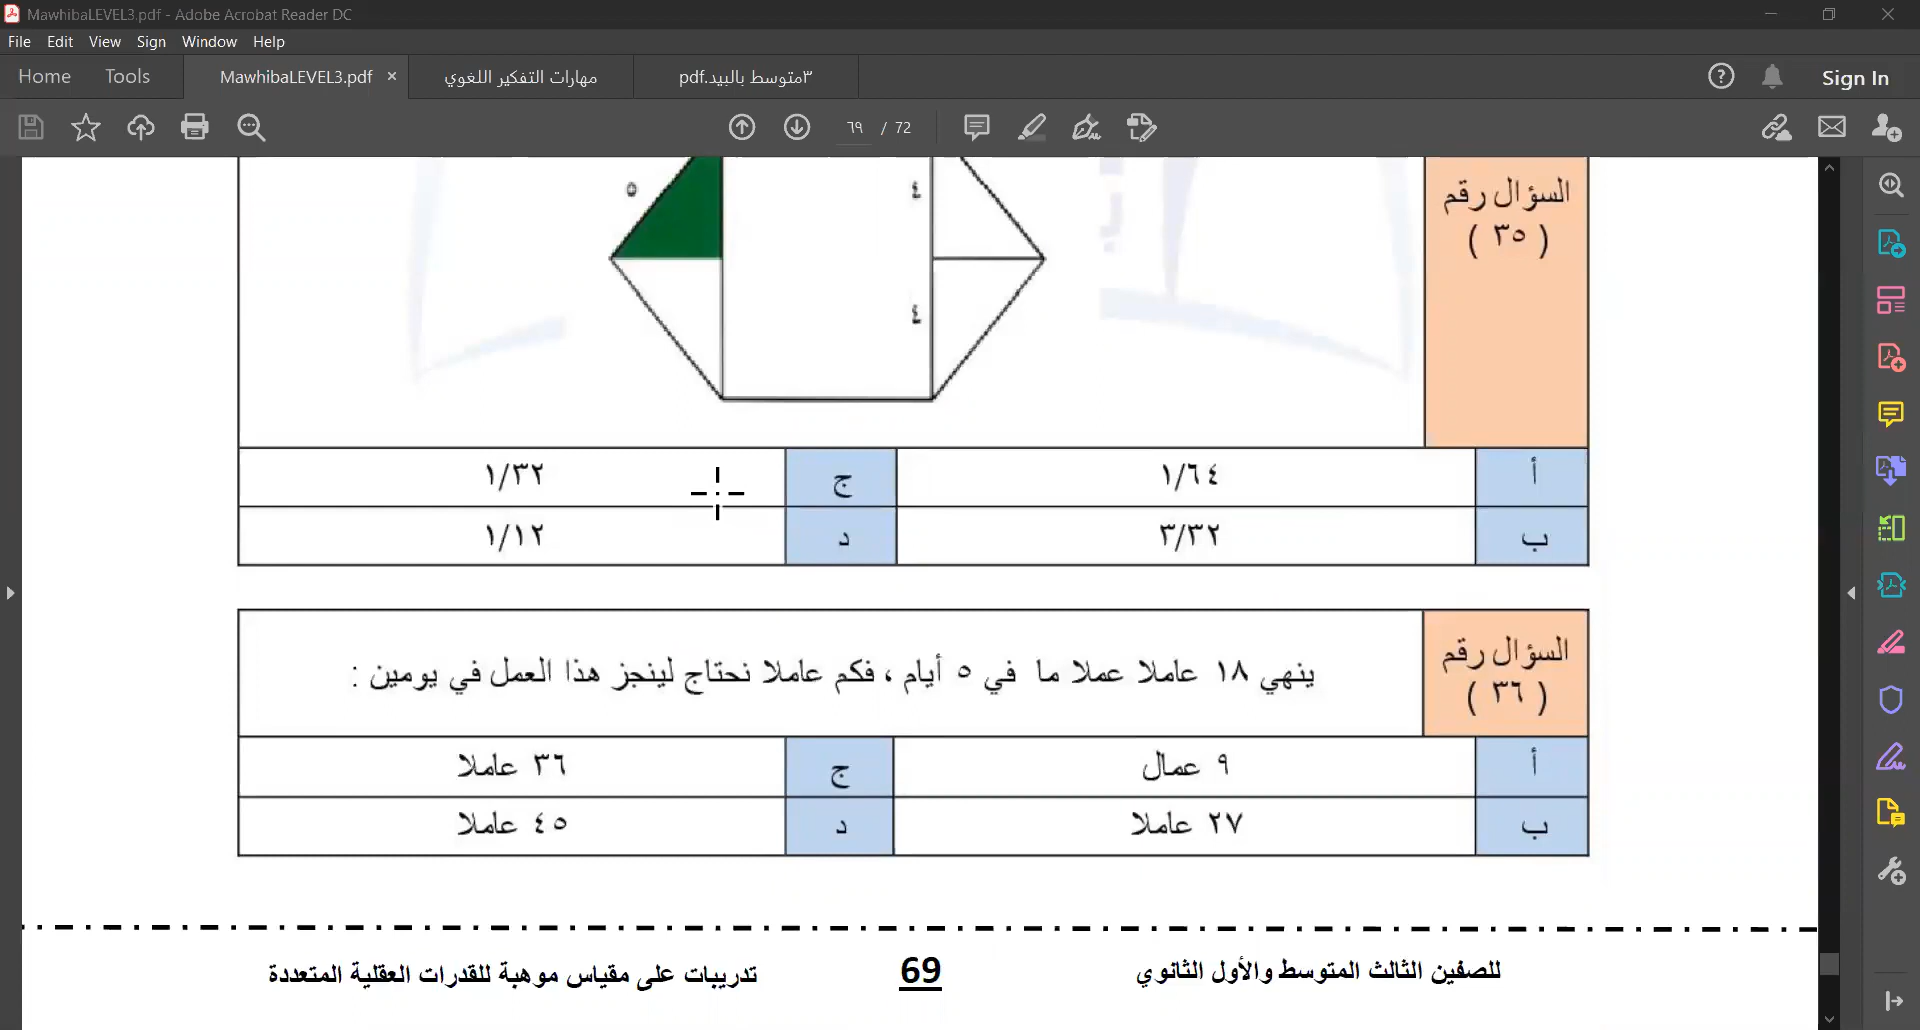 MawhibaLEVEL3.pdf - Adobe Acrobat Reader DC
File Edit View Sign Window Help
Home Tools MawhibaLEVEL3.pdf × مهارات التفكير اللغوي ٣متوسط بالبيد.pdf Sign In
٦٩ / 72
السؤال رقم
( ٣٥ )
٥
٤
٤
أ ١/٦٤ ج ١/٣٢
ب ٣/٣٢ د ١/١٢
السؤال رقم
( ٣٦ )
ينهي ١٨ عاملا عملا ما في ٥ أيام ، فكم عاملا نحتاج لينجز هذا العمل في يومين :
أ ٩ عمال ج ٣٦ عاملا
ب ٢٧ عاملا د ٤٥ عاملا
للصفين الثالث المتوسط والأول الثانوي 69 تدريبات على مقياس موهبة للقدرات العقلية المتعددة